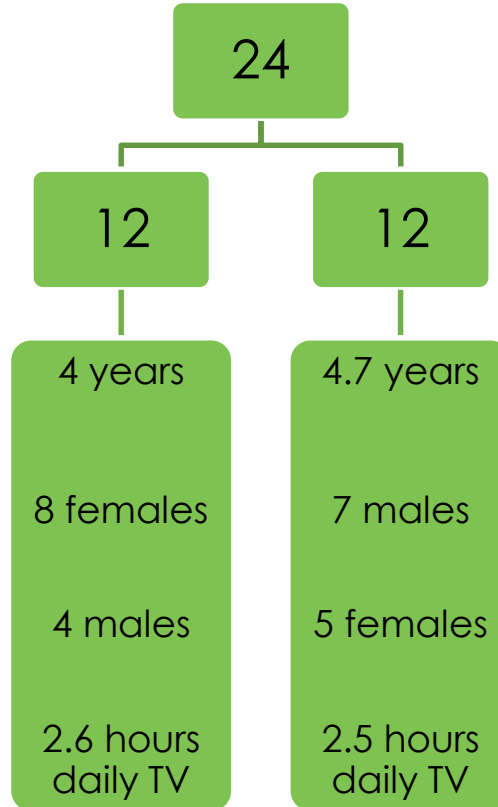 24
12
12
4 years
8 females
4 males
2.6 hours
daily TV
4.7 years
7 males
5 females
2.5 hours
daily TV